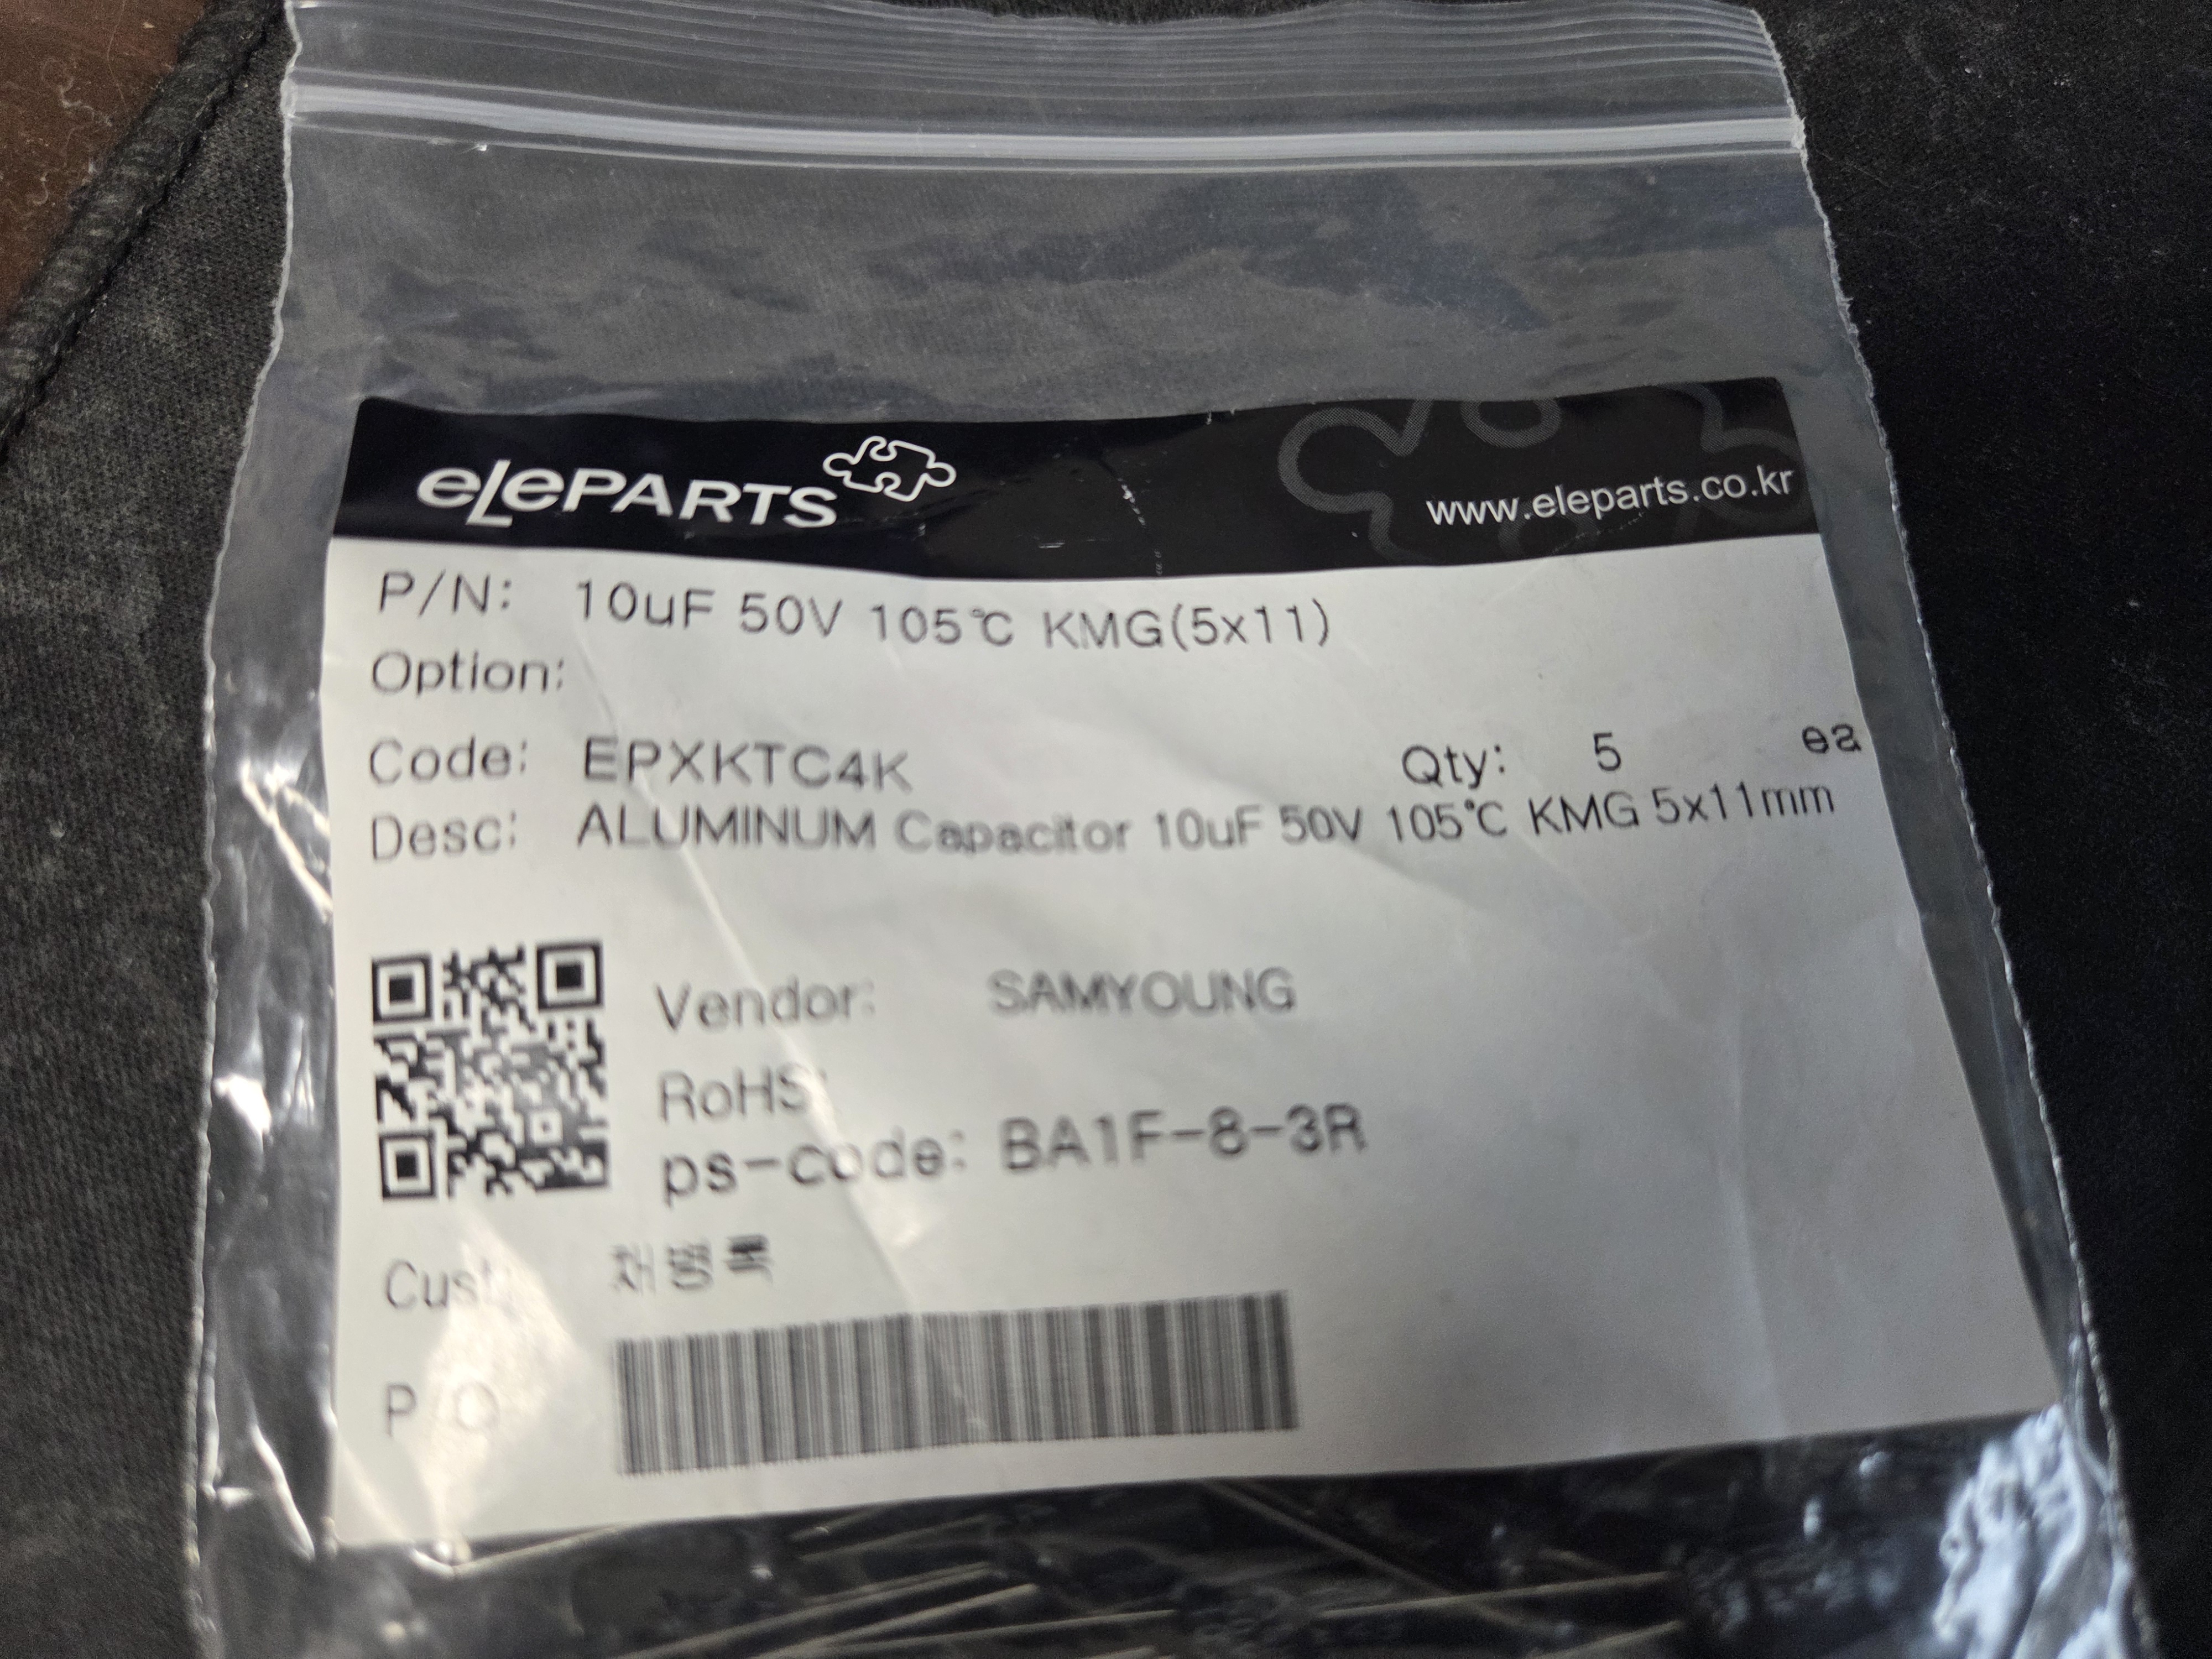 eLePARTS www.eleparts.co.kr
P/N: 10uF 50V 105℃ KMG(5x11)
Option:
Code: EPXKTC4K Qty: 5 ea
Desc: ALUMINUM Capacitor 10uF 50V 105℃ KMG 5x11mm
Vendor: SAMYOUNG
RoHS
ps-code: BA1F-8-3R
Cust
P/O